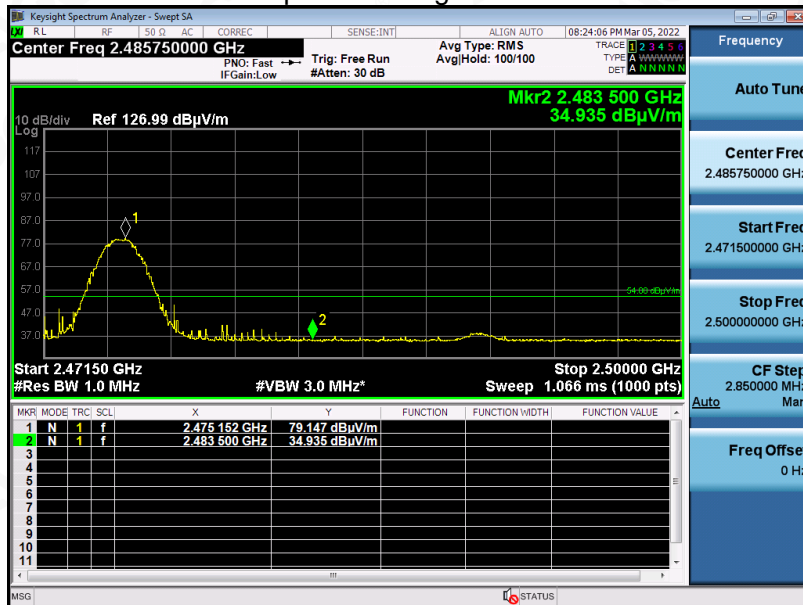 Keysight Spectrum Analyzer - Swept SA
LXI RL RF 50 Ω AC CORREC SENSE:INT ALIGN AUTO 08:24:06 PM Mar 05, 2022
Center Freq 2.485750000 GHz
PNO: Fast
IFGain:Low
Trig: Free Run
#Atten: 30 dB
Avg Type: RMS
Avg|Hold: 100/100
TRACE 1 2 3 4 5 6
TYPE A WWWWW
DET A N N N N N
Mkr2 2.483 500 GHz
34.935 dBµV/m
10 dB/div Ref 126.99 dBµV/m
Log
117
107
97.0
87.0
77.0
67.0
57.0
47.0
37.0
1
2
54.00 dBµV/m
Start 2.47150 GHz Stop 2.50000 GHz
#Res BW 1.0 MHz #VBW 3.0 MHz* Sweep 1.066 ms (1000 pts)
MKR MODE TRC SCL X Y FUNCTION FUNCTION WIDTH FUNCTION VALUE
1 N 1 f 2.475 152 GHz 79.147 dBµV/m
2 N 1 f 2.483 500 GHz 34.935 dBµV/m
3
4
5
6
7
8
9
10
11
MSG STATUS
Frequency
Auto Tune
Center Freq
2.485750000 GHz
Start Freq
2.471500000 GHz
Stop Freq
2.500000000 GHz
CF Step
2.850000 MHz
Auto Man
Freq Offset
0 Hz